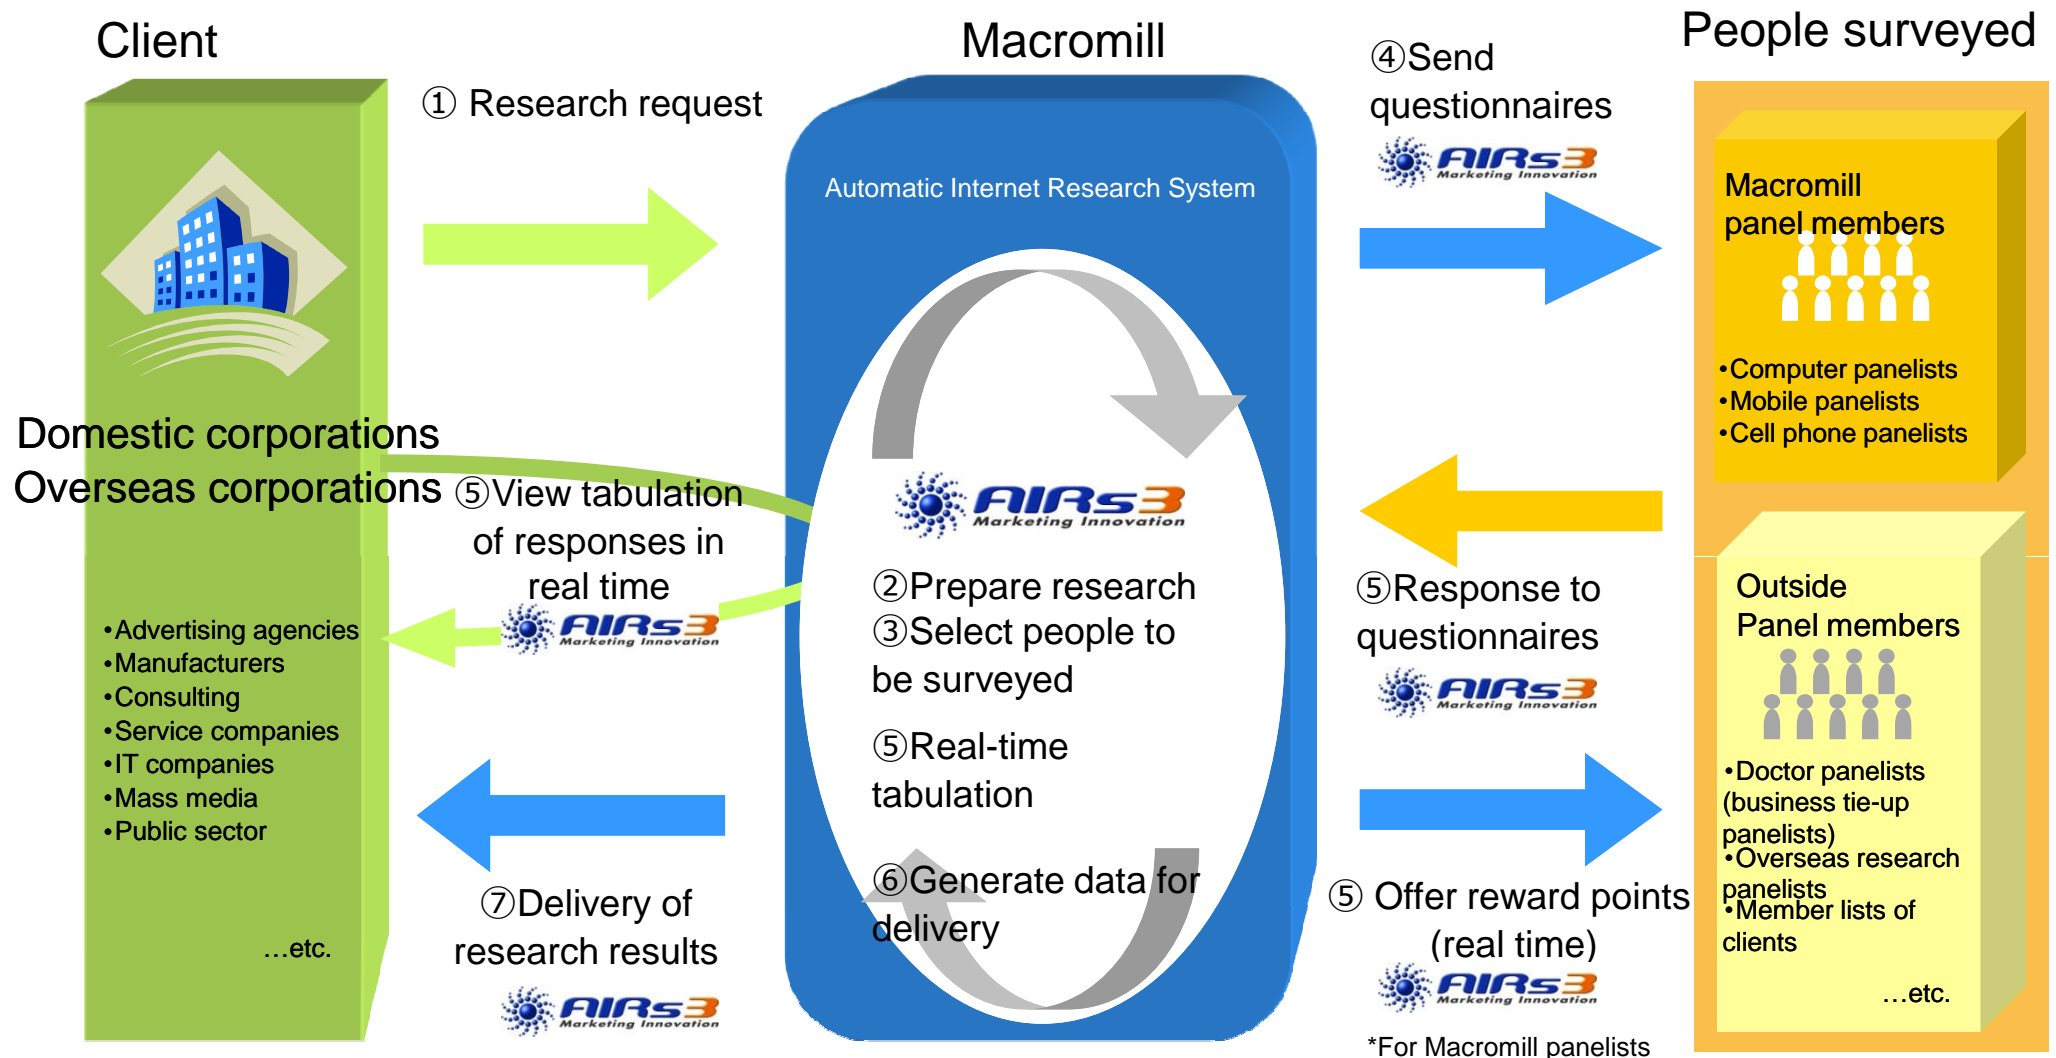 Client
Macromill
People surveyed
① Research request
④Send
questionnaires
AIRs3
Marketing Innovation
Automatic Internet Research System
Macromill
panel members
•Computer panelists
•Mobile panelists
•Cell phone panelists
Domestic corporations
Overseas corporations
⑤View tabulation
of responses in
real time
AIRs3
Marketing Innovation
•Advertising agencies
•Manufacturers
•Consulting
•Service companies
•IT companies
•Mass media
•Public sector
…etc.
AIRs3
Marketing Innovation
②Prepare research
③Select people to
be surveyed
⑤Real-time
tabulation
⑥Generate data for
delivery
⑤Response to
questionnaires
AIRs3
Marketing Innovation
Outside
Panel members
•Doctor panelists
(business tie-up
panelists)
•Overseas research
panelists
•Member lists of
clients
…etc.
⑦Delivery of
research results
AIRs3
Marketing Innovation
⑤ Offer reward points
(real time)
AIRs3
Marketing Innovation
*For Macromill panelists